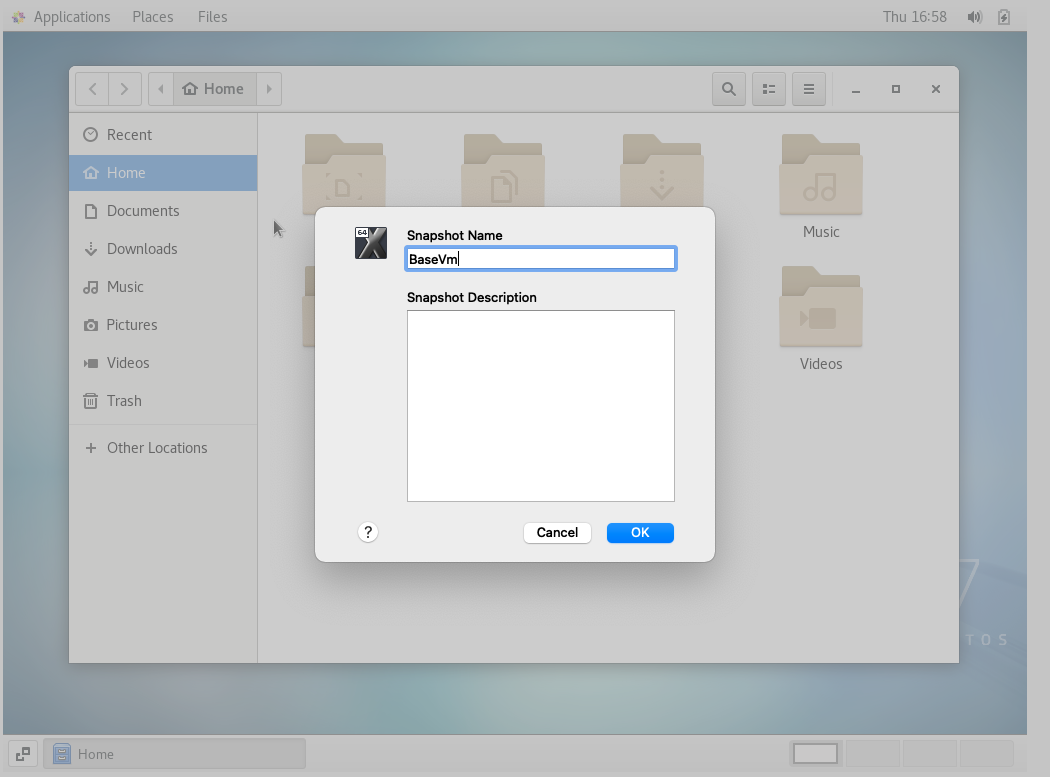 Applications Places Files Thu 16:58
Home
Recent
Home
Documents
Downloads
Music
Pictures
Videos
Trash
Other Locations
Music
Videos
64
X
Snapshot Name
BaseVm
Snapshot Description
?
Cancel OK
7
TOS
Home